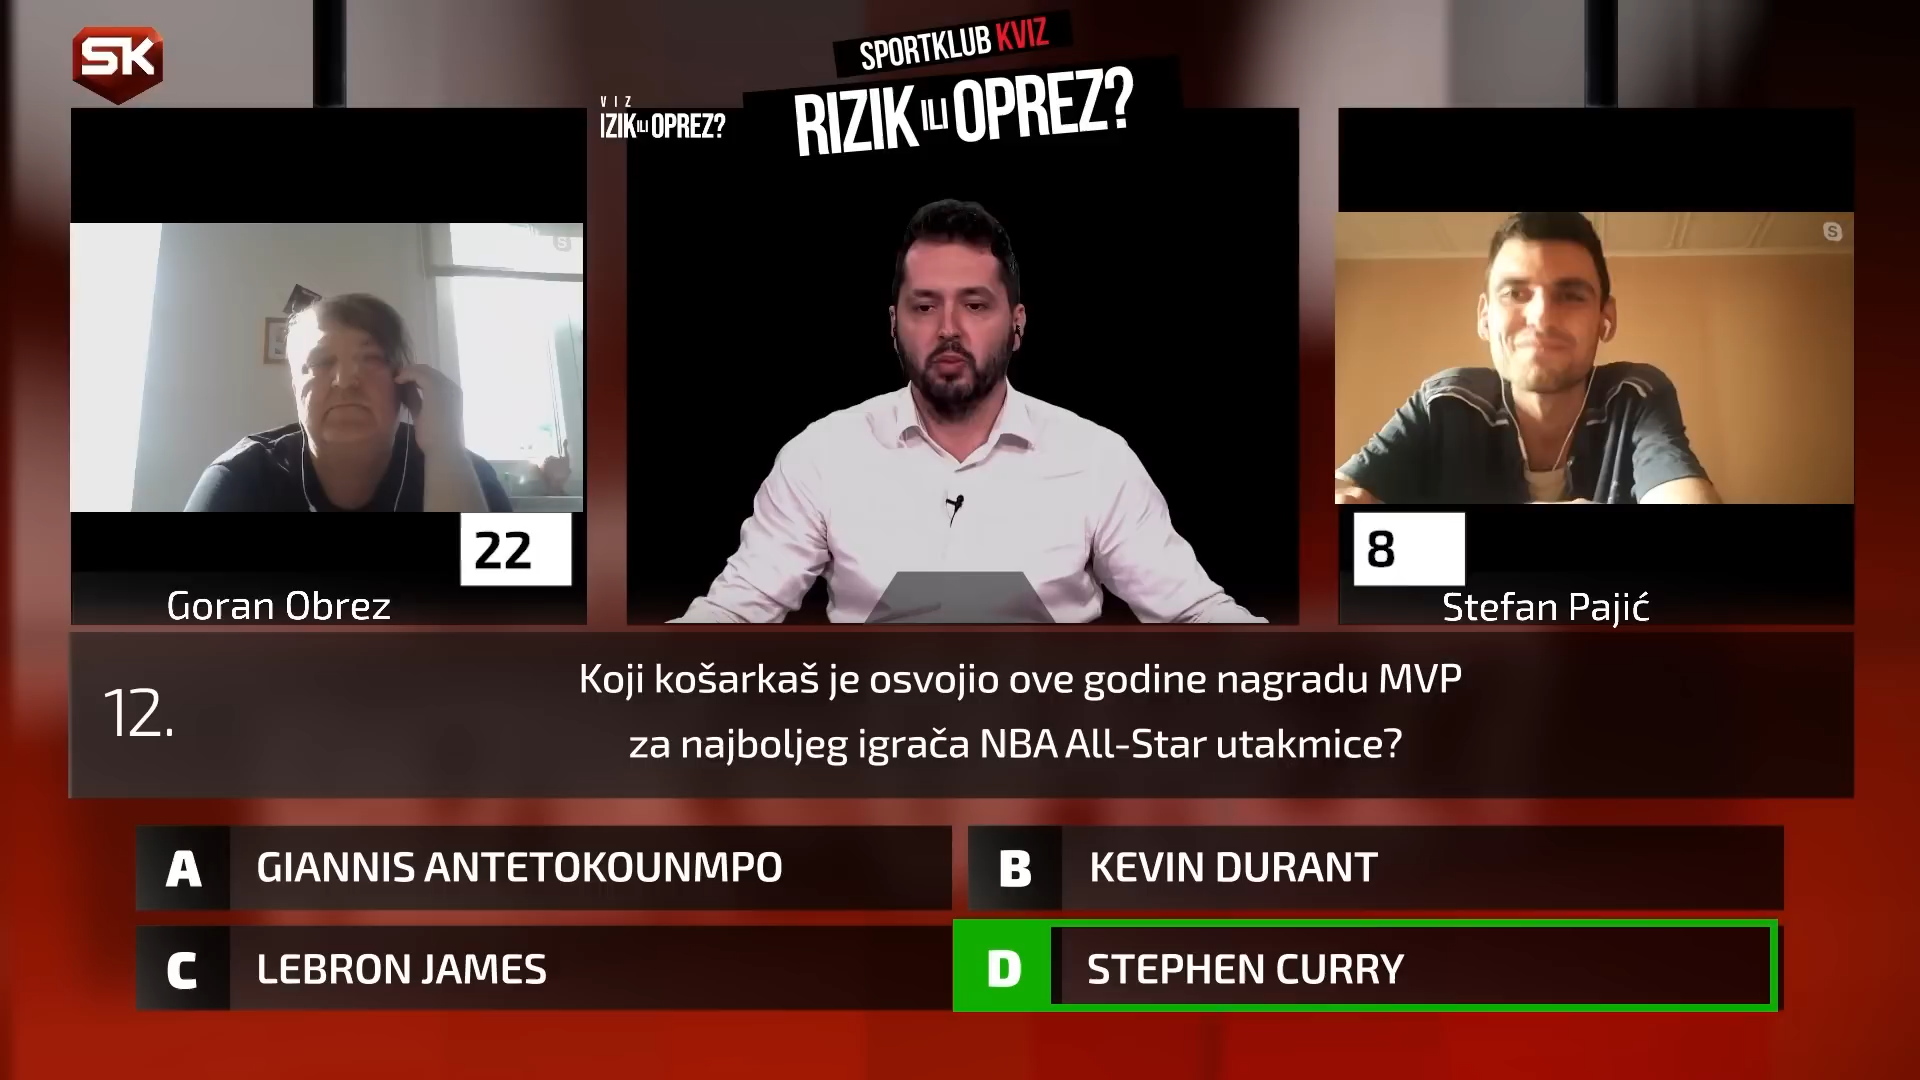 SK
SPORTKLUB KVIZ
RIZIK ILI OPREZ?
VIZ
IZIK ILI OPREZ?
22
8
Goran Obrez
Stefan Pajić
12.
Koji košarkaš je osvojio ove godine nagradu MVP
za najboljeg igrača NBA All-Star utakmice?
A GIANNIS ANTETOKOUNMPO
B KEVIN DURANT
C LEBRON JAMES
D STEPHEN CURRY